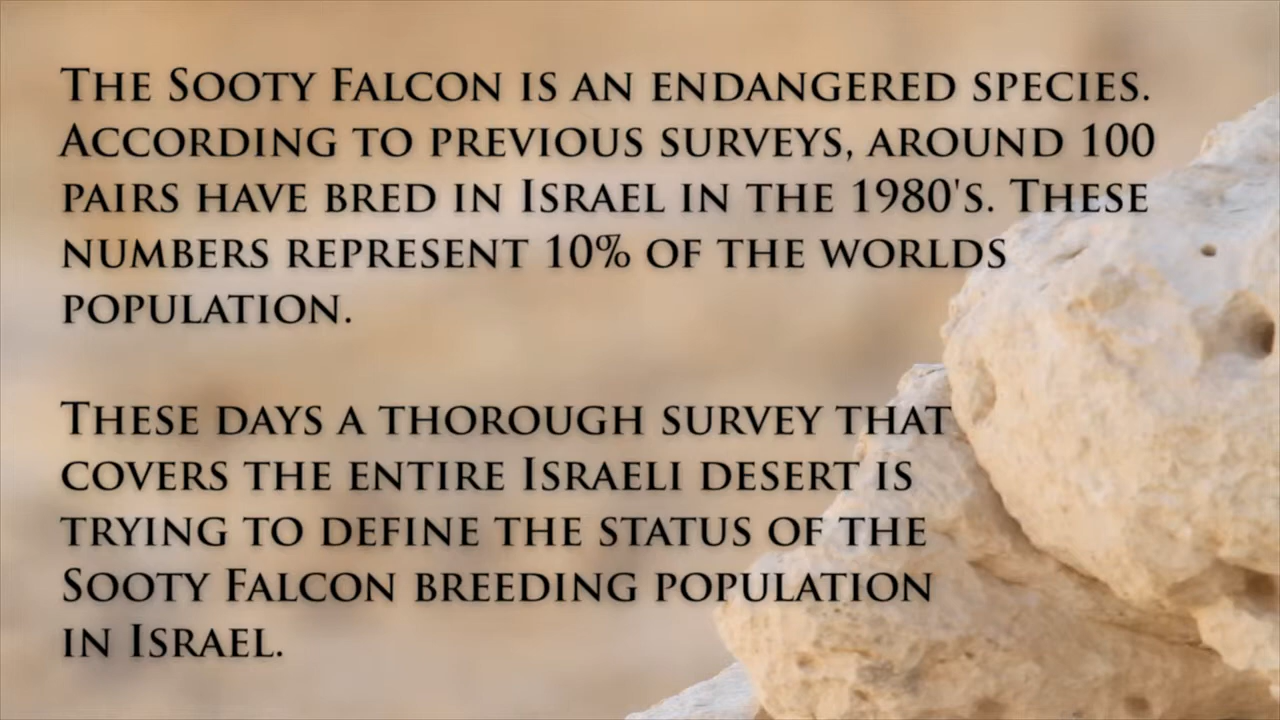 The Sooty Falcon is an endangered species.
According to previous surveys, around 100
pairs have bred in Israel in the 1980's. These
numbers represent 10% of the worlds
population.
These days a thorough survey that
covers the entire Israeli desert is
trying to define the status of the
Sooty Falcon breeding population
in Israel.